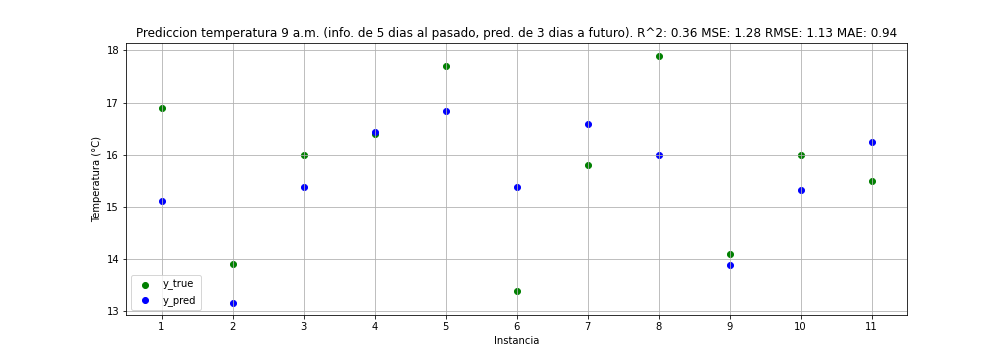 Prediccion temperatura 9 a.m. (info. de 5 dias al pasado, pred. de 3 dias a futuro). R^2: 0.36 MSE: 1.28 RMSE: 1.13 MAE: 0.94
18
17
16
15
14
13
Temperatura (°C)
y_true
y_pred
1 2 3 4 5 6 7 8 9 10 11
Instancia